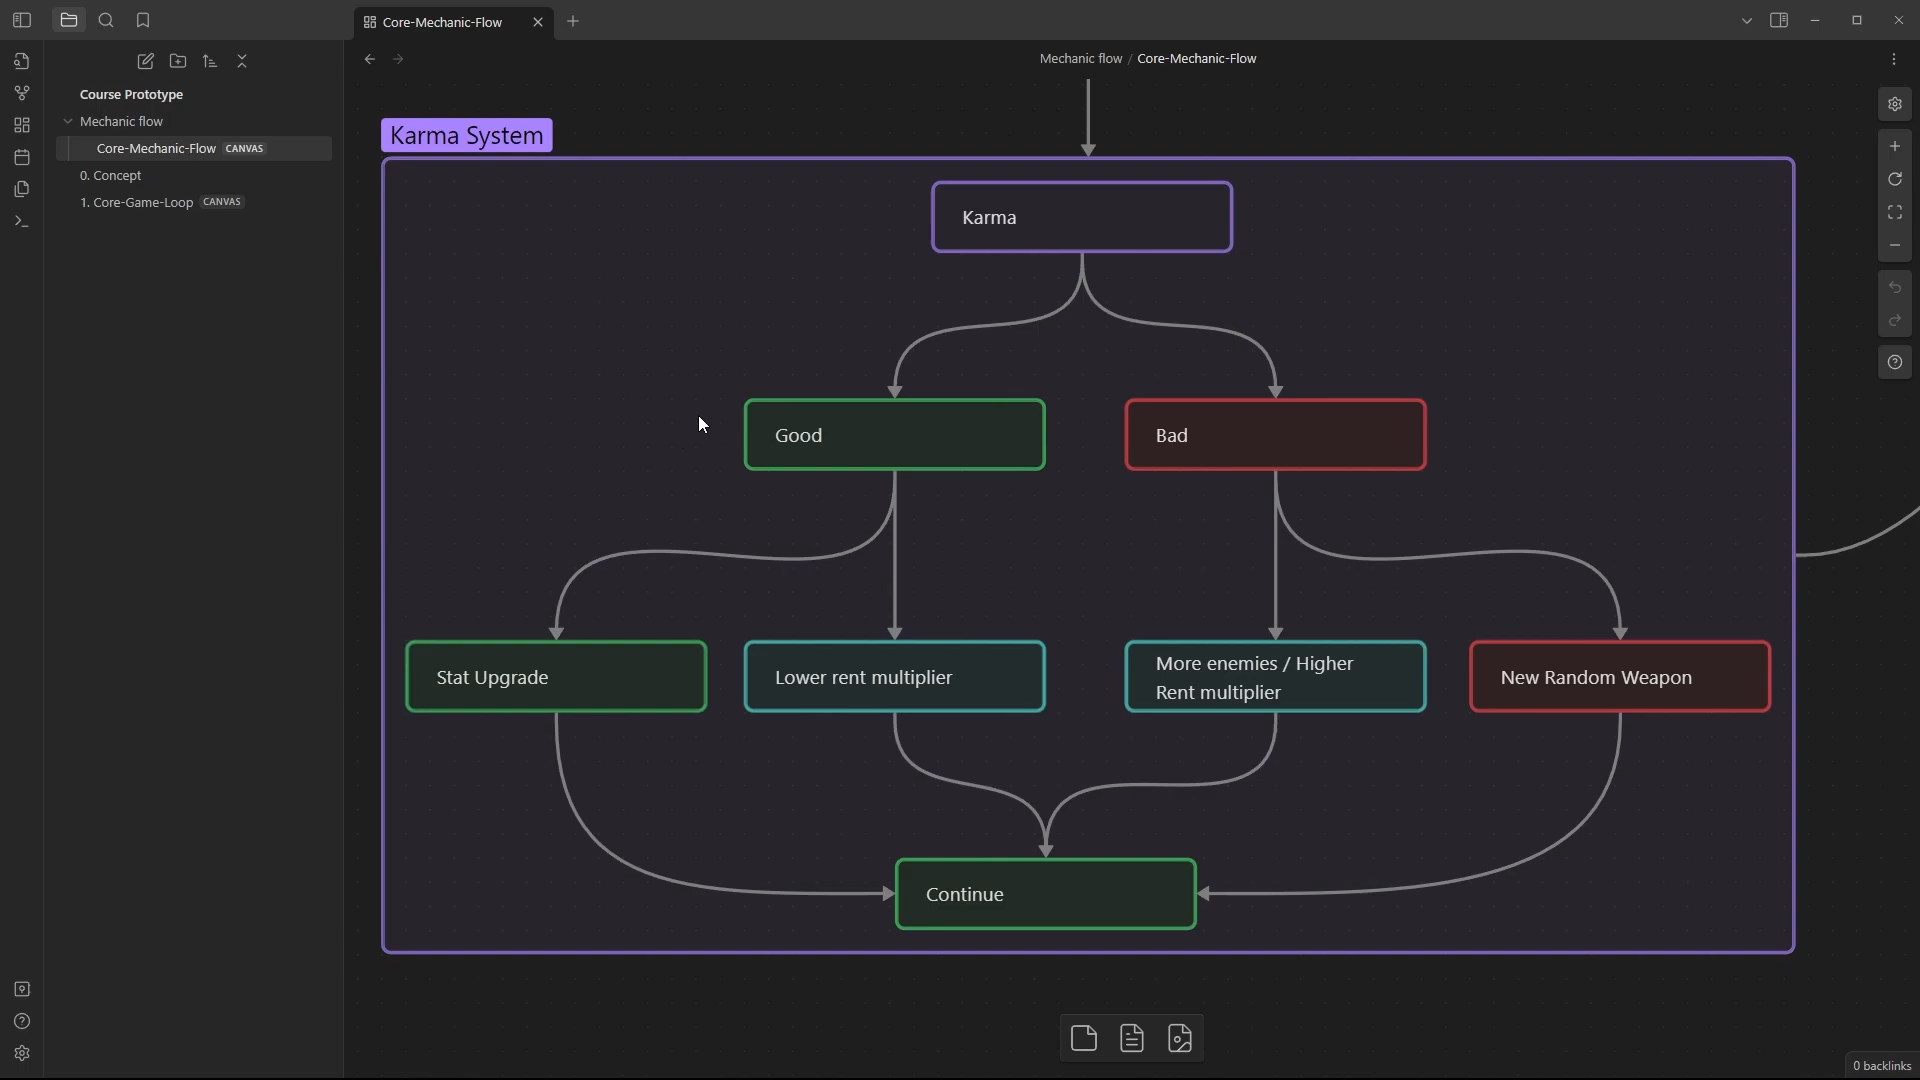 Core-Mechanic-Flow
Mechanic flow / Core-Mechanic-Flow
Course Prototype
Mechanic flow
Core-Mechanic-Flow CANVAS
0. Concept
1. Core-Game-Loop CANVAS
Karma System
Karma
Good
Bad
Stat Upgrade
Lower rent multiplier
More enemies / Higher
Rent multiplier
New Random Weapon
Continue
0 backlinks